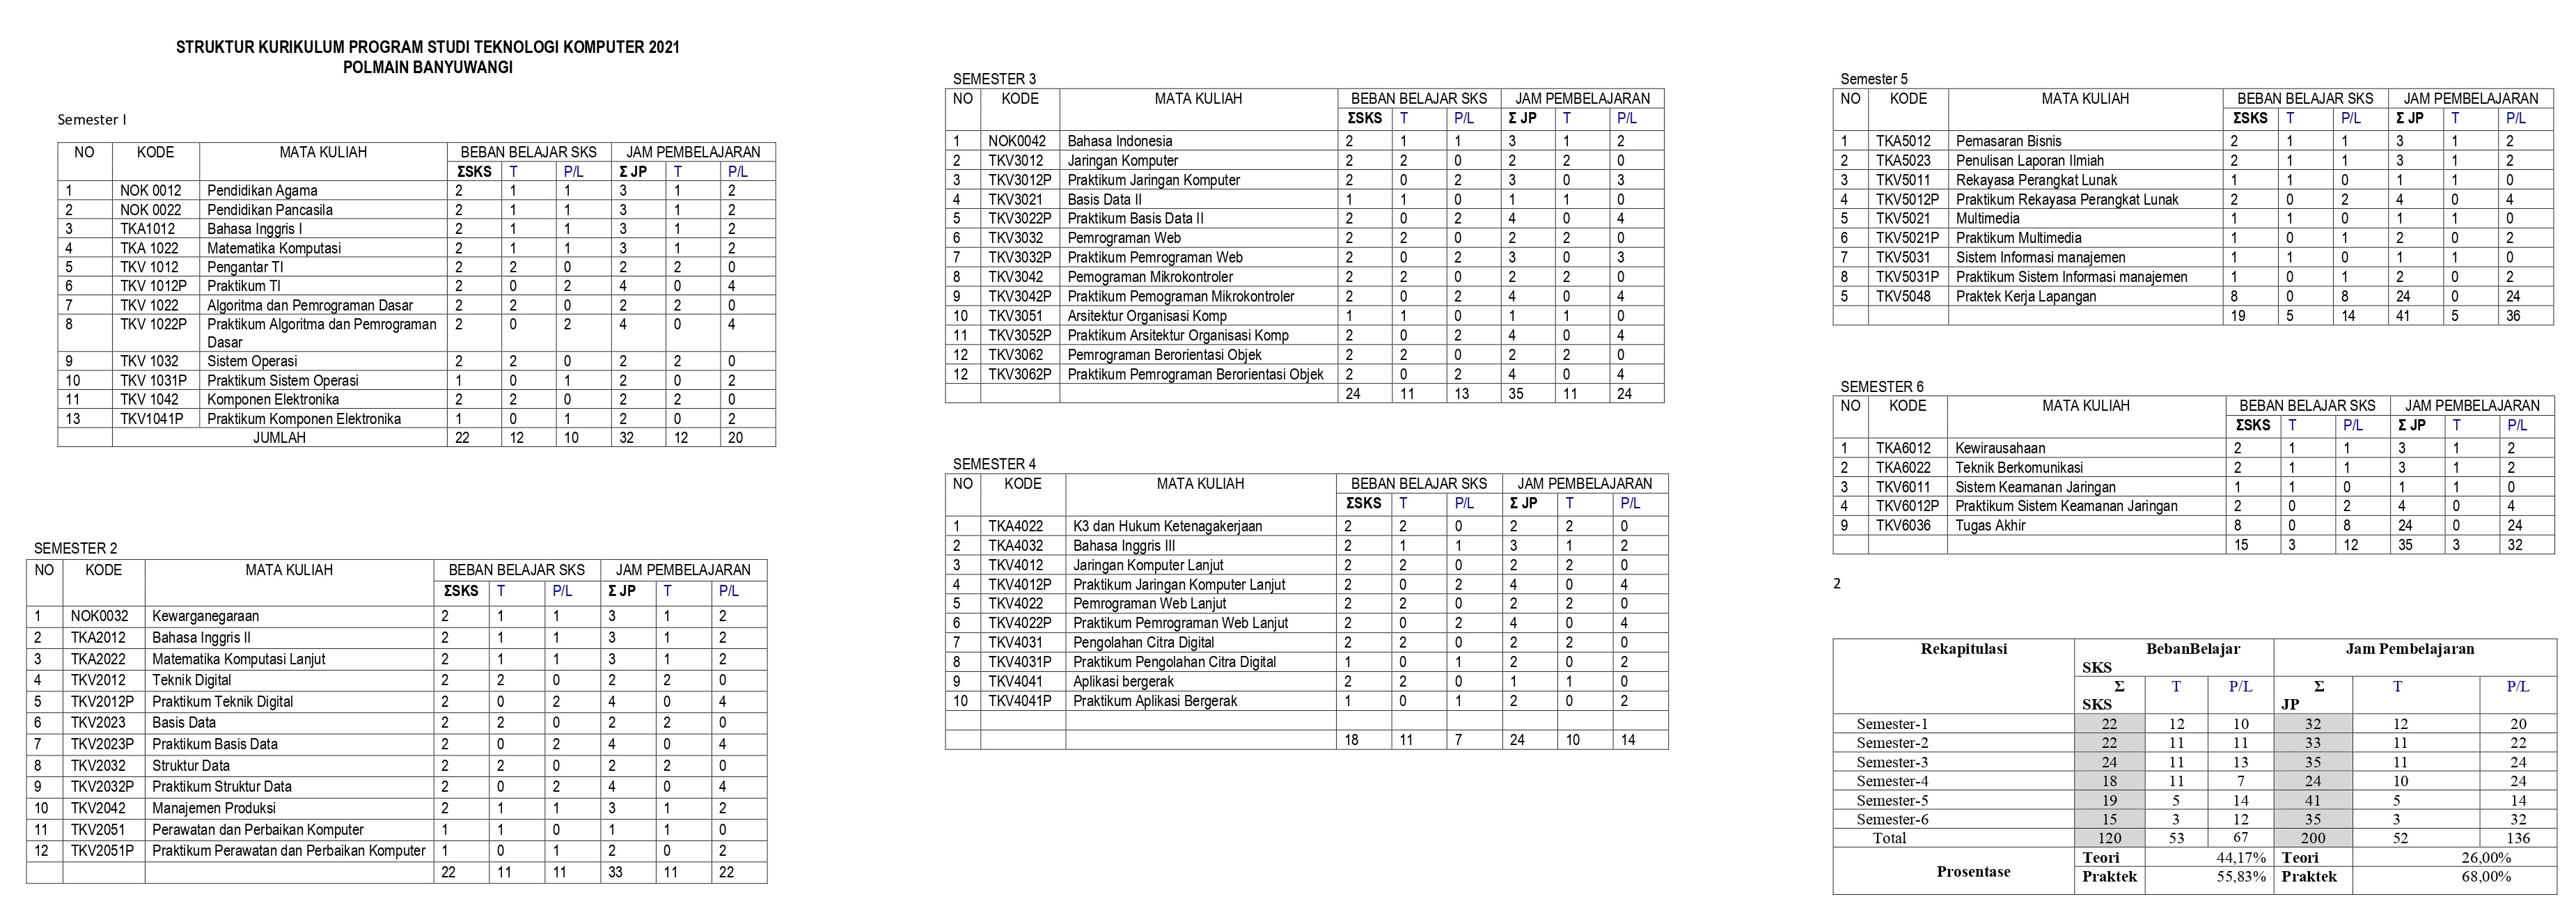 STRUKTUR KURIKULUM PROGRAM STUDI TEKNOLOGI KOMPUTER 2021
POLMAIN BANYUWANGI
Semester I
NO KODE MATA KULIAH BEBAN BELAJAR SKS JAM PEMBELAJARAN
ΣSKS T P/L Σ JP T P/L
1 NOK 0012 Pendidikan Agama 2 1 1 3 1 2
2 NOK 0022 Pendidikan Pancasila 2 1 1 3 1 2
3 TKA1012 Bahasa Inggris I 2 1 1 3 1 2
4 TKA 1022 Matematika Komputasi 2 1 1 3 1 2
5 TKV 1012 Pengantar TI 2 2 0 2 2 0
6 TKV 1012P Praktikum TI 2 0 2 4 0 4
7 TKV 1022 Algoritma dan Pemrograman Dasar 2 2 0 2 2 0
8 TKV 1022P Praktikum Algoritma dan Pemrograman 2 0 2 4 0 4
Dasar
9 TKV 1032 Sistem Operasi 2 2 0 2 2 0
10 TKV 1031P Praktikum Sistem Operasi 1 0 1 2 0 2
11 TKV 1042 Komponen Elektronika 2 2 0 2 2 0
13 TKV1041P Praktikum Komponen Elektronika 1 0 1 2 0 2
JUMLAH 22 12 10 32 12 20
SEMESTER 2
NO KODE MATA KULIAH BEBAN BELAJAR SKS JAM PEMBELAJARAN
ΣSKS T P/L Σ JP T P/L
1 NOK0032 Kewarganegaraan 2 1 1 3 1 2
2 TKA2012 Bahasa Inggris II 2 1 1 3 1 2
3 TKA2022 Matematika Komputasi Lanjut 2 1 1 3 1 2
4 TKV2012 Teknik Digital 2 2 0 2 2 0
5 TKV2012P Praktikum Teknik Digital 2 0 2 4 0 4
6 TKV2023 Basis Data 2 2 0 2 2 0
7 TKV2023P Praktikum Basis Data 2 0 2 4 0 4
8 TKV2032 Struktur Data 2 2 0 2 2 0
9 TKV2032P Praktikum Struktur Data 2 0 2 4 0 4
10 TKV2042 Manajemen Produksi 2 1 1 3 1 2
11 TKV2051 Perawatan dan Perbaikan Komputer 1 1 0 1 1 0
12 TKV2051P Praktikum Perawatan dan Perbaikan Komputer 1 0 1 2 0 2
22 11 11 33 11 22
SEMESTER 3
NO KODE MATA KULIAH BEBAN BELAJAR SKS JAM PEMBELAJARAN
ΣSKS T P/L Σ JP T P/L
1 NOK0042 Bahasa Indonesia 2 1 1 3 1 2
2 TKV3012 Jaringan Komputer 2 2 0 2 2 0
3 TKV3012P Praktikum Jaringan Komputer 2 0 2 3 0 3
4 TKV3021 Basis Data II 1 1 0 1 1 0
5 TKV3022P Praktikum Basis Data II 2 0 2 4 0 4
6 TKV3032 Pemrograman Web 2 2 0 2 2 0
7 TKV3032P Praktikum Pemrograman Web 2 0 2 3 0 3
8 TKV3042 Pemograman Mikrokontroler 2 2 0 2 2 0
9 TKV3042P Praktikum Pemograman Mikrokontroler 2 0 2 4 0 4
10 TKV3051 Arsitektur Organisasi Komp 1 1 0 1 1 0
11 TKV3052P Praktikum Arsitektur Organisasi Komp 2 0 2 4 0 4
12 TKV3062 Pemrograman Berorientasi Objek 2 2 0 2 2 0
12 TKV3062P Praktikum Pemrograman Berorientasi Objek 2 0 2 4 0 4
24 11 13 35 11 24
SEMESTER 4
NO KODE MATA KULIAH BEBAN BELAJAR SKS JAM PEMBELAJARAN
ΣSKS T P/L Σ JP T P/L
1 TKA4022 K3 dan Hukum Ketenagakerjaan 2 2 0 2 2 0
2 TKA4032 Bahasa Inggris III 2 1 1 3 1 2
3 TKV4012 Jaringan Komputer Lanjut 2 2 0 2 2 0
4 TKV4012P Praktikum Jaringan Komputer Lanjut 2 0 2 4 0 4
5 TKV4022 Pemrograman Web Lanjut 2 2 0 2 2 0
6 TKV4022P Praktikum Pemrograman Web Lanjut 2 0 2 4 0 4
7 TKV4031 Pengolahan Citra Digital 2 2 0 2 2 0
8 TKV4031P Praktikum Pengolahan Citra Digital 1 0 1 2 0 2
9 TKV4041 Aplikasi bergerak 2 2 0 1 1 0
10 TKV4041P Praktikum Aplikasi Bergerak 1 0 1 2 0 2
18 11 7 24 10 14
Semester 5
NO KODE MATA KULIAH BEBAN BELAJAR SKS JAM PEMBELAJARAN
ΣSKS T P/L Σ JP T P/L
1 TKA5012 Pemasaran Bisnis 2 1 1 3 1 2
2 TKA5023 Penulisan Laporan Ilmiah 2 1 1 3 1 2
3 TKV5011 Rekayasa Perangkat Lunak 1 1 0 1 1 0
4 TKV5012P Praktikum Rekayasa Perangkat Lunak 2 0 2 4 0 4
5 TKV5021 Multimedia 1 1 0 1 1 0
6 TKV5021P Praktikum Multimedia 1 0 1 2 0 2
7 TKV5031 Sistem Informasi manajemen 1 1 0 1 1 0
8 TKV5031P Praktikum Sistem Informasi manajemen 1 0 1 2 0 2
5 TKV5048 Praktek Kerja Lapangan 8 0 8 24 0 24
19 5 14 41 5 36
SEMESTER 6
NO KODE MATA KULIAH BEBAN BELAJAR SKS JAM PEMBELAJARAN
ΣSKS T P/L Σ JP T P/L
1 TKA6012 Kewirausahaan 2 1 1 3 1 2
2 TKA6022 Teknik Berkomunikasi 2 1 1 3 1 2
3 TKV6011 Sistem Keamanan Jaringan 1 1 0 1 1 0
4 TKV6012P Praktikum Sistem Keamanan Jaringan 2 0 2 4 0 4
9 TKV6036 Tugas Akhir 8 0 8 24 0 24
15 3 12 35 3 32
2
Rekapitulasi BebanBelajar Jam Pembelajaran
SKS
Σ T P/L Σ T P/L
SKS JP
Semester-1 22 12 10 32 12 20
Semester-2 22 11 11 33 11 22
Semester-3 24 11 13 35 11 24
Semester-4 18 11 7 24 10 24
Semester-5 19 5 14 41 5 14
Semester-6 15 3 12 35 3 32
Total 120 53 67 200 52 136
Prosentase Teori 44,17% Teori 26,00%
Praktek 55,83% Praktek 68,00%